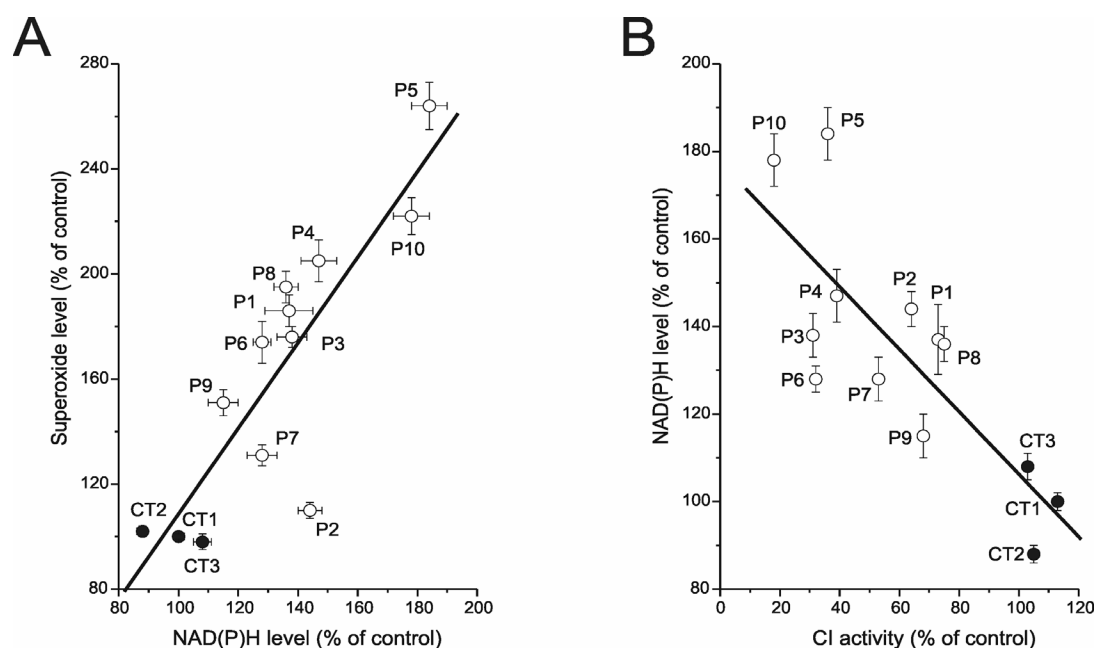 A
Superoxide level (% of control)
280
240
200
160
120
80
P5
P10
P4
P8
P1
P6
P3
P9
P7
P2
CT2
CT1
CT3
80 100 120 140 160 180 200
NAD(P)H level (% of control)
B
NAD(P)H level (% of control)
200
180
160
140
120
100
80
P10
P5
P4
P2
P1
P3
P8
P6
P7
P9
CT3
CT1
CT2
0 20 40 60 80 100 120
CI activity (% of control)